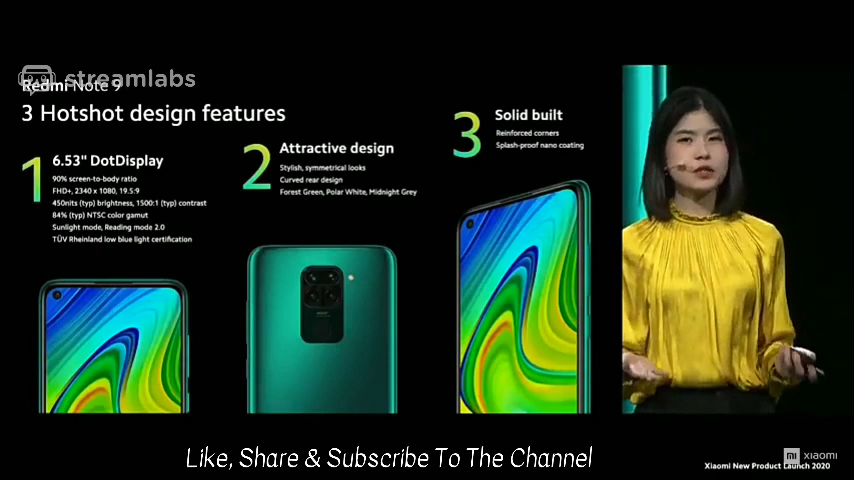 streamlabs
Redmi Note 9
3 Hotshot design features
1
6.53" DotDisplay
90% screen-to-body ratio
FHD+, 2340 x 1080, 19.5:9
450nits (typ) brightness, 1500:1 (typ) contrast
84% (typ) NTSC color gamut
Sunlight mode, Reading mode 2.0
TÜV Rheinland low blue light certification
2
Attractive design
Stylish, symmetrical looks
Curved rear design
Forest Green, Polar White, Midnight Grey
3
Solid built
Reinforced corners
Splash-proof nano coating
Like, Share & Subscribe To The Channel
mi xiaomi
Xiaomi New Product Launch 2020